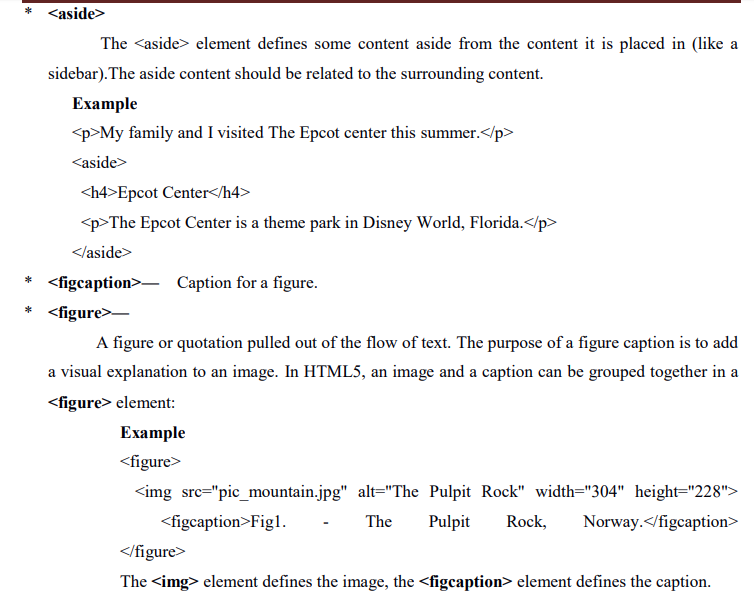 * <aside>
The <aside> element defines some content aside from the content it is placed in (like a
sidebar).The aside content should be related to the surrounding content.
Example
<p>My family and I visited The Epcot center this summer.</p>
<aside>
<h4>Epcot Center</h4>
<p>The Epcot Center is a theme park in Disney World, Florida.</p>
</aside>
* <figcaption>— Caption for a figure.
* <figure>—
A figure or quotation pulled out of the flow of text. The purpose of a figure caption is to add
a visual explanation to an image. In HTML5, an image and a caption can be grouped together in a
<figure> element:
Example
<figure>
<img src="pic_mountain.jpg" alt="The Pulpit Rock" width="304" height="228">
<figcaption>Fig1. - The Pulpit Rock, Norway.</figcaption>
</figure>
The <img> element defines the image, the <figcaption> element defines the caption.